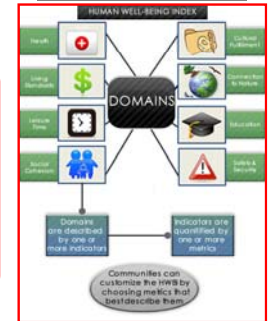 HUMAN WELL-BEING INDEX
Health
Cultural
Fulfillment
Living
Standards
Connection
to Nature
DOMAINS
Leisure
Time
Education
Social
Cohesion
Safety &
Security
Domains
are described
by one or
more indicators
Indicators are
quantified by
one or more
metrics
Communities can
customize the HWBI by
choosing metrics that
best describe them